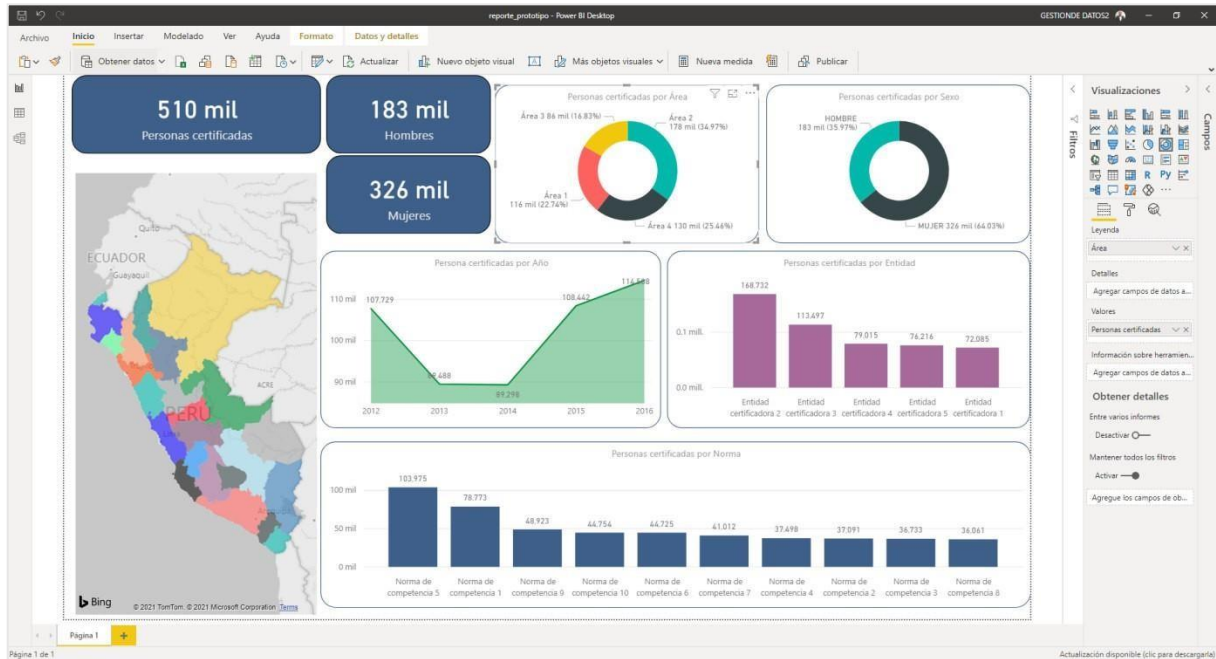 reporte_prototipo - Power BI Desktop
GESTIONDE DATOS2
Archivo
Inicio
Insertar
Modelado
Ver
Ayuda
Formato
Datos y detalles
Obtener datos
Actualizar
Nuevo objeto visual
Más objetos visuales
Nueva medida
Publicar
510 mil
Personas certificadas
183 mil
Hombres
326 mil
Mujeres
Personas certificadas por Área
Área 3 86 mil (16.83%)
Área 2
178 mil (34.97%)
Área 1
116 mil (22.74%)
Área 4 130 mil (25.46%)
Personas certificadas por Sexo
HOMBRE
183 mil (35.97%)
MUJER 326 mil (64.03%)
Quito
ECUADOR
Guayaquil
ACRE
PERÚ
Lima
Bing
© 2021 TomTom. © 2021 Microsoft Corporation Terms
Persona certificadas por Año
110 mil
100 mil
90 mil
107.729
89.488
89.298
108.442
2012
2013
2014
2015
2016
Personas certificadas por Entidad
0.1 mill.
0.0 mill.
168,732
113,497
79,015
76,216
72,085
Entidad certificadora 2
Entidad certificadora 3
Entidad certificadora 4
Entidad certificadora 5
Entidad certificadora 1
Personas certificadas por Norma
100 mil
50 mil
0 mil
103,975
78,773
48,923
44,754
44,725
41,012
37,498
37,091
36,733
36,061
Norma de competencia 5
Norma de competencia 1
Norma de competencia 9
Norma de competencia 10
Norma de competencia 6
Norma de competencia 7
Norma de competencia 4
Norma de competencia 2
Norma de competencia 3
Norma de competencia 8
Filtros
Visualizaciones
Campos
R
Py
Leyenda
Área
Detalles
Agregar campos de datos a...
Valores
Personas certificadas
Información sobre herramien...
Agregar campos de datos a...
Obtener detalles
Entre varios informes
Desactivar
Mantener todos los filtros
Activar
Agregue los campos de ob...
Página 1
Página 1 de 1
Actualización disponible (clic para descargarla)